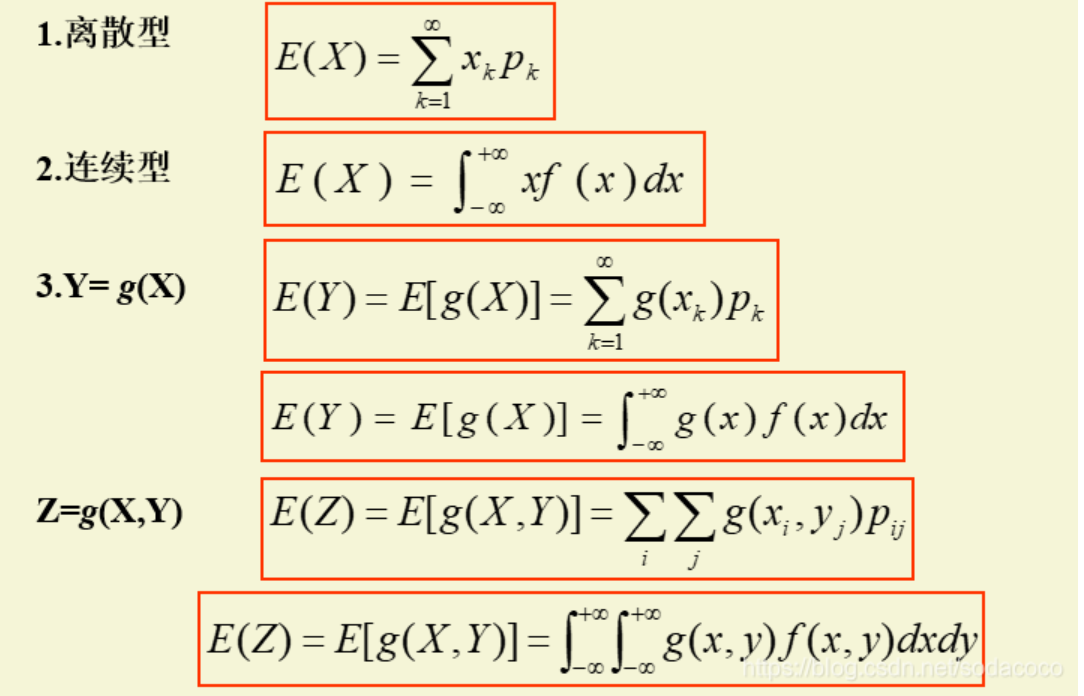 1.离散型 E(X) = ∑_{k=1}^{∞} x_k p_k
2.连续型 E(X) = ∫_{-∞}^{+∞} xf(x)dx
3.Y= g(X) E(Y) = E[g(X)] = ∑_{k=1}^{∞} g(x_k)p_k
E(Y) = E[g(X)] = ∫_{-∞}^{+∞} g(x)f(x)dx
Z=g(X,Y) E(Z) = E[g(X,Y)] = ∑_i ∑_j g(x_i, y_j)p_{ij}
E(Z) = E[g(X,Y)] = ∫_{-∞}^{+∞} ∫_{-∞}^{+∞} g(x,y)f(x,y)dxdy
https://blog.csdn.net/sodacoco